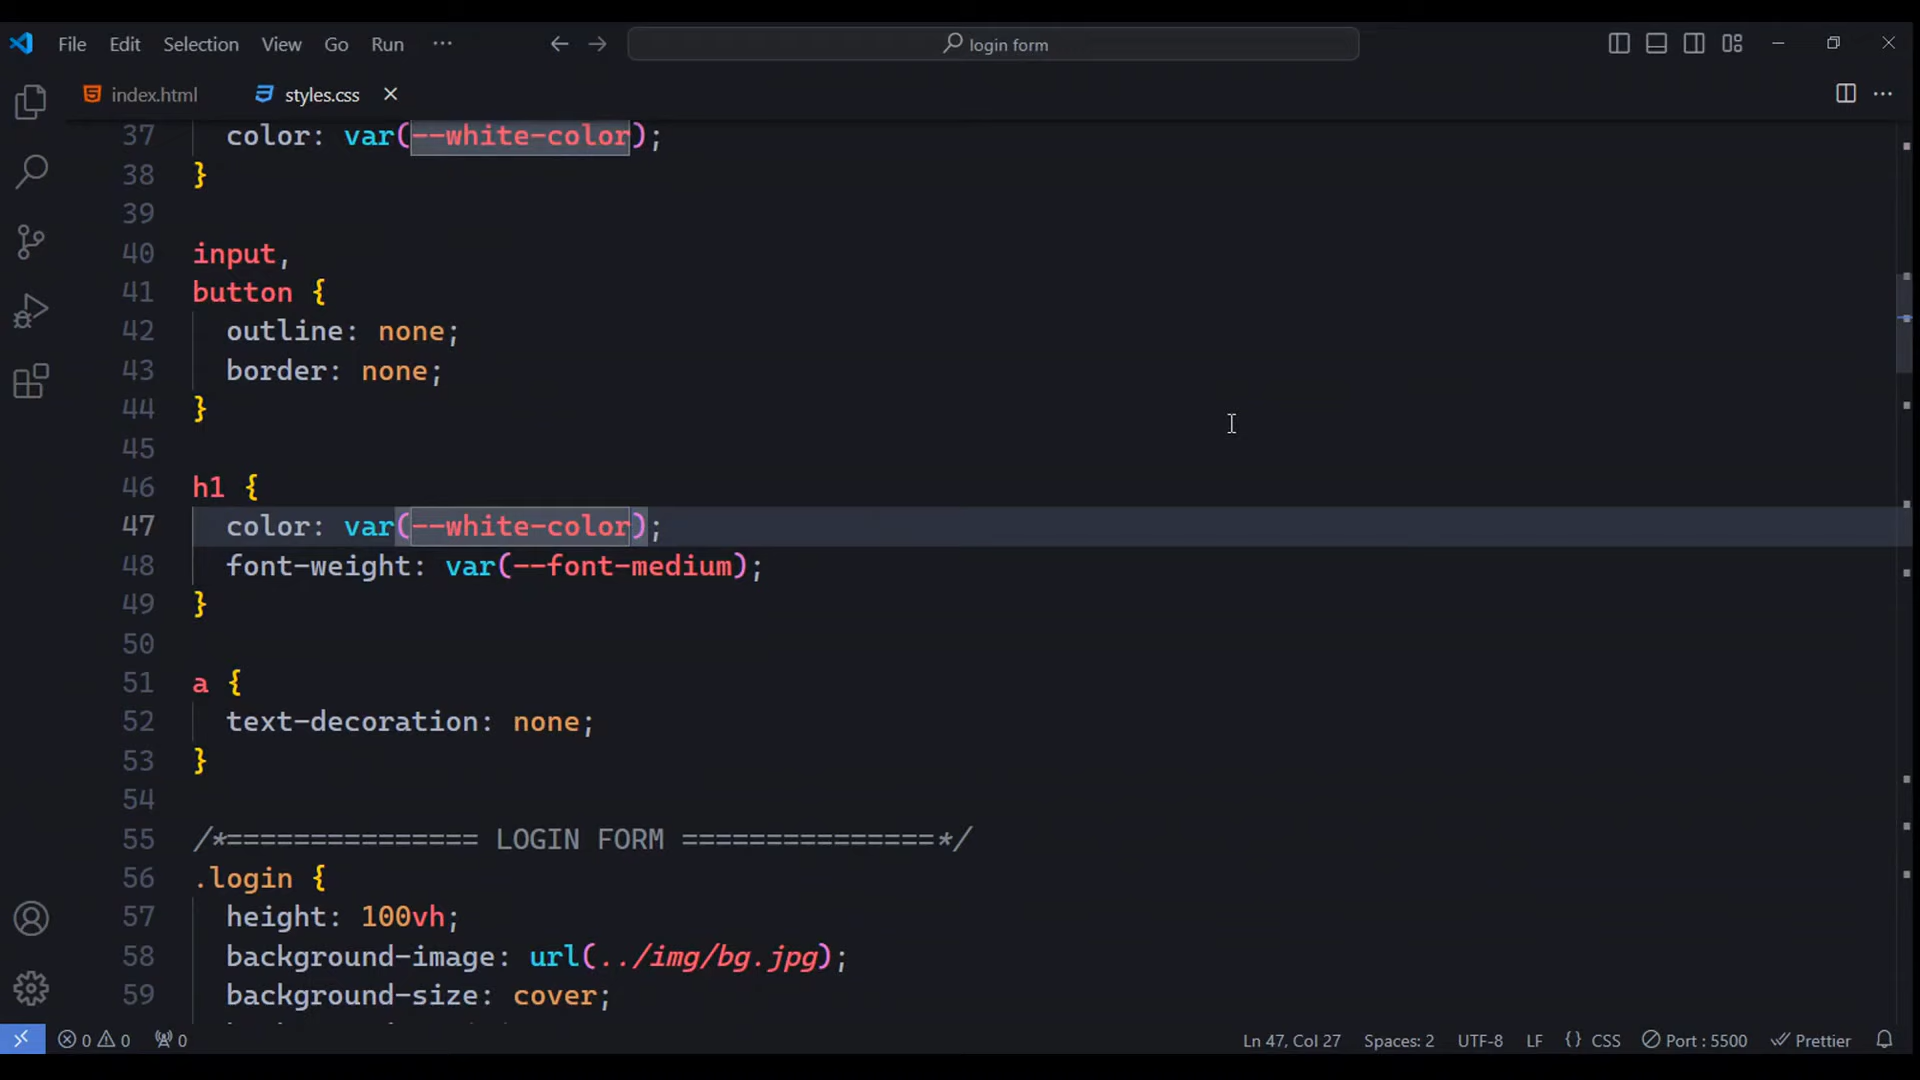 File Edit Selection View Go Run ··· login form
index.html styles.css
37 color: var(--white-color);
38 }
39
40 input,
41 button {
42 outline: none;
43 border: none;
44 }
45
46 h1 {
47 color: var(--white-color);
48 font-weight: var(--font-medium);
49 }
50
51 a {
52 text-decoration: none;
53 }
54
55 /*=============== LOGIN FORM ===============*/
56 .login {
57 height: 100vh;
58 background-image: url(../img/bg.jpg);
59 background-size: cover;
0 0 0 Ln 47, Col 27 Spaces: 2 UTF-8 LF {} CSS Port : 5500 Prettier